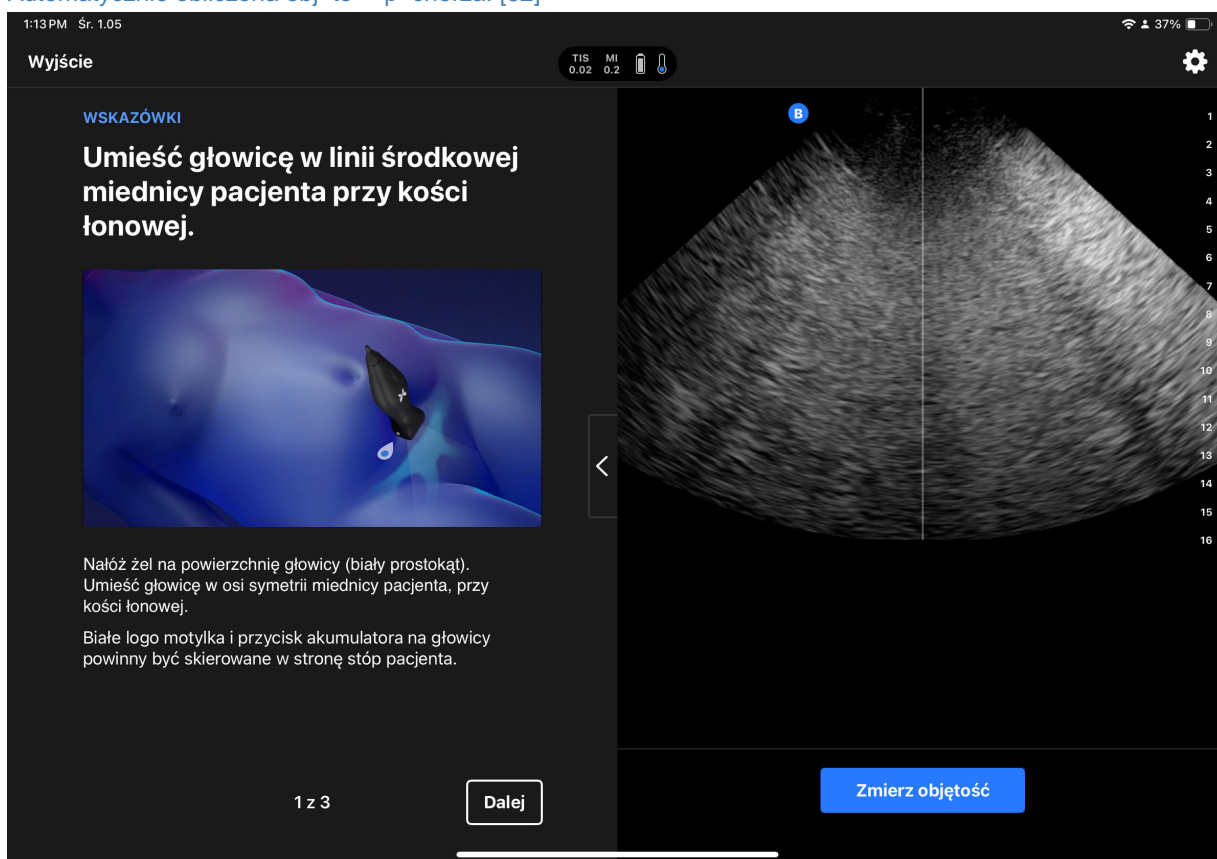 1:13 PM Śr. 1.05
37%
Wyjście
TIS MI
0.02 0.2
WSKAZÓWKI
B
Umieść głowicę w linii środkowej
miednicy pacjenta przy kości
łonowej.
1
2
3
4
5
6
7
8
9
10
11
12
13
14
15
16
Nałóż żel na powierzchnię głowicy (biały prostokąt).
Umieść głowicę w osi symetrii miednicy pacjenta, przy
kości łonowej.
Białe logo motylka i przycisk akumulatora na głowicy
powinny być skierowane w stronę stóp pacjenta.
1 z 3
Dalej
Zmierz objętość